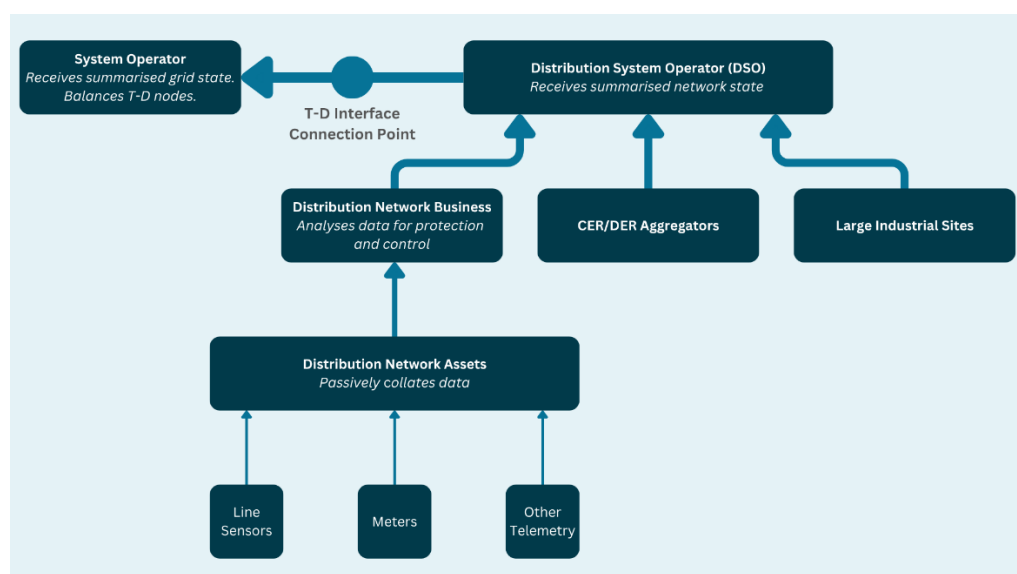 System Operator
Receives summarised grid state.
Balances T-D nodes.
Distribution System Operator (DSO)
Receives summarised network state
T-D Interface
Connection Point
Distribution Network Business
Analyses data for protection
and control
CER/DER Aggregators
Large Industrial Sites
Distribution Network Assets
Passively collates data
Line
Sensors
Meters
Other
Telemetry